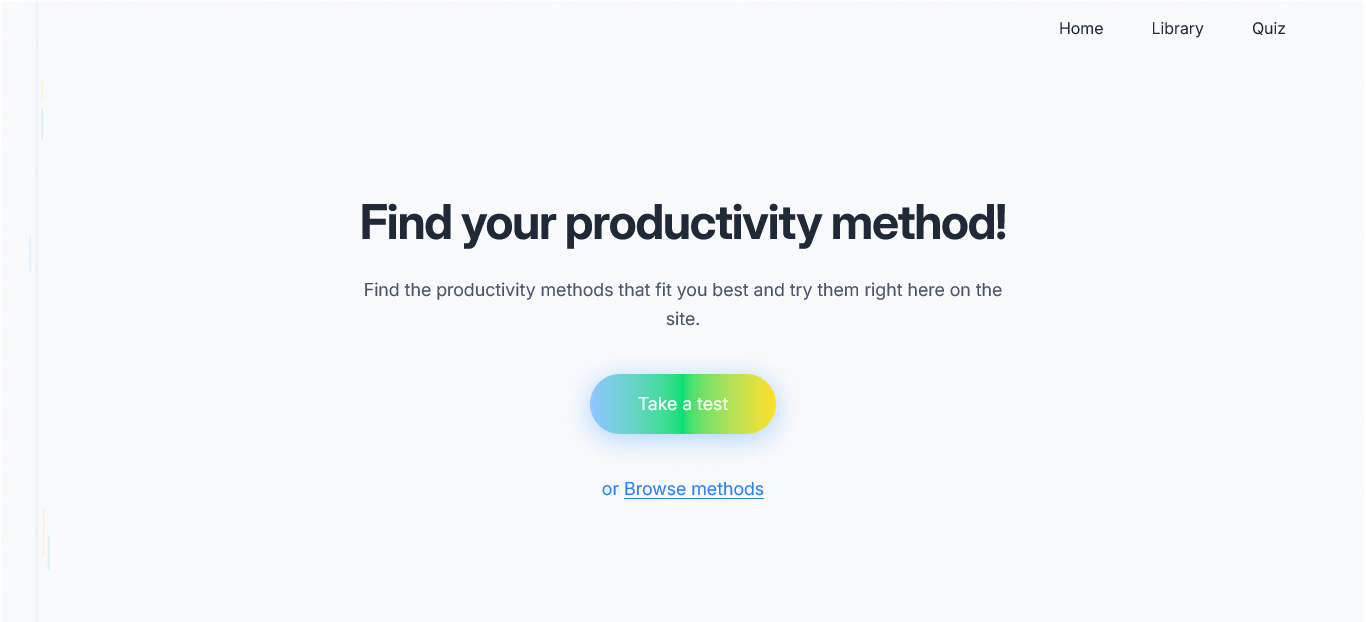 Home Library Quiz
Find your productivity method!
Find the productivity methods that fit you best and try them right here on the
site.
Take a test
or Browse methods